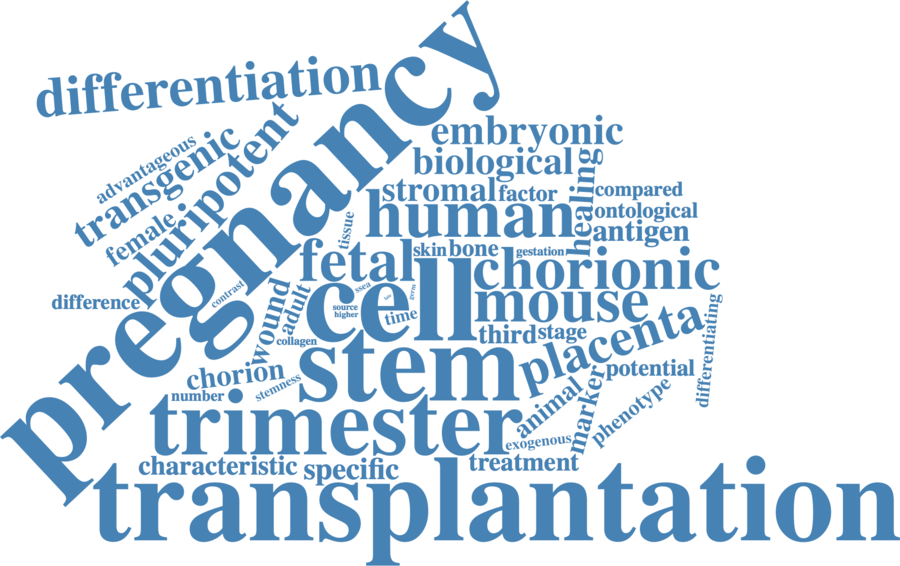 pregnancy
differentiation
embryonic
biological
advantageous
transgenic
pluripotent
female
stromal
factor
healing
compared
ontological
human
antigen
tissue
fetal
skin
bone
gestation
chorionic
difference
contrast
wound
adult
cell
ssea
germ
source
higher
time
mouse
collagen
third
stage
placenta
differentiating
chorion
stemness
stem
potential
number
animal
marker
phenotype
trimester
exogenous
characteristic
specific
treatment
transplantation